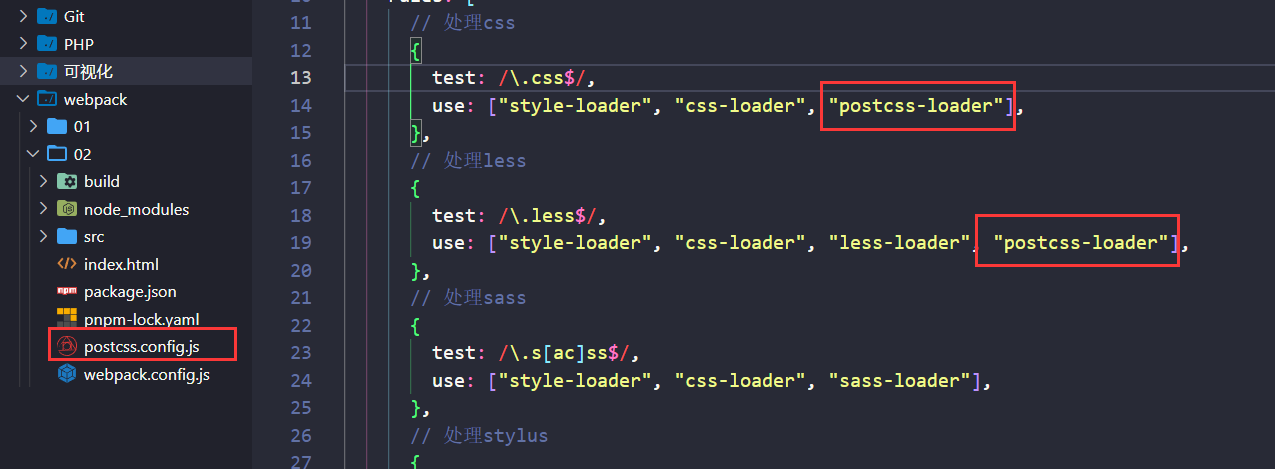 Git
PHP
可视化
webpack
01
02
build
node_modules
src
index.html
package.json
pnpm-lock.yaml
postcss.config.js
webpack.config.js
11 // 处理css
12 {
13 test: /\.css$/,
14 use: ["style-loader", "css-loader", "postcss-loader"],
15 },
16 // 处理less
17 {
18 test: /\.less$/,
19 use: ["style-loader", "css-loader", "less-loader", "postcss-loader"],
20 },
21 // 处理sass
22 {
23 test: /\.s[ac]ss$/,
24 use: ["style-loader", "css-loader", "sass-loader"],
25 },
26 // 处理stylus
27 {